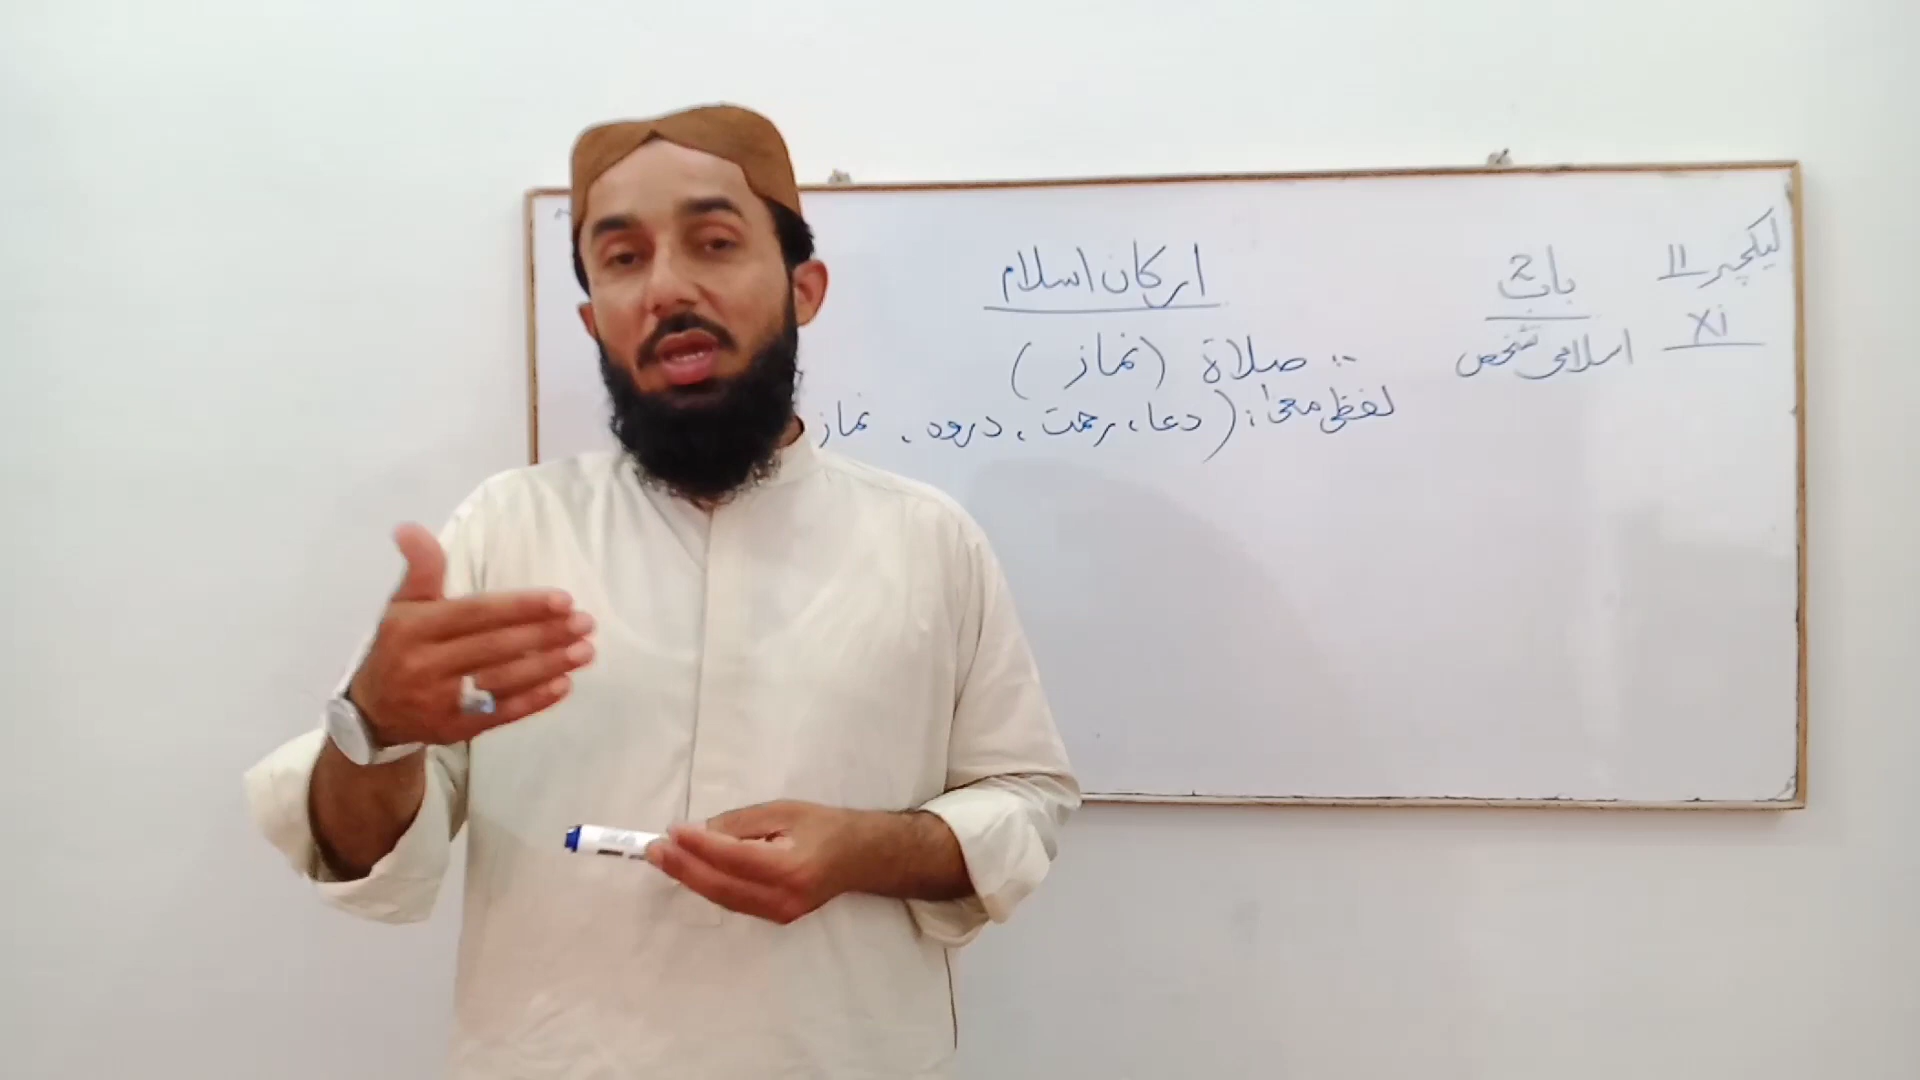 لیکچر 11
XI
باب 2
اسلامی تشخص
ارکان اسلام
صلاۃ (نماز)
لفظی معنیٰ: (دعا، رحمت، درود، نماز